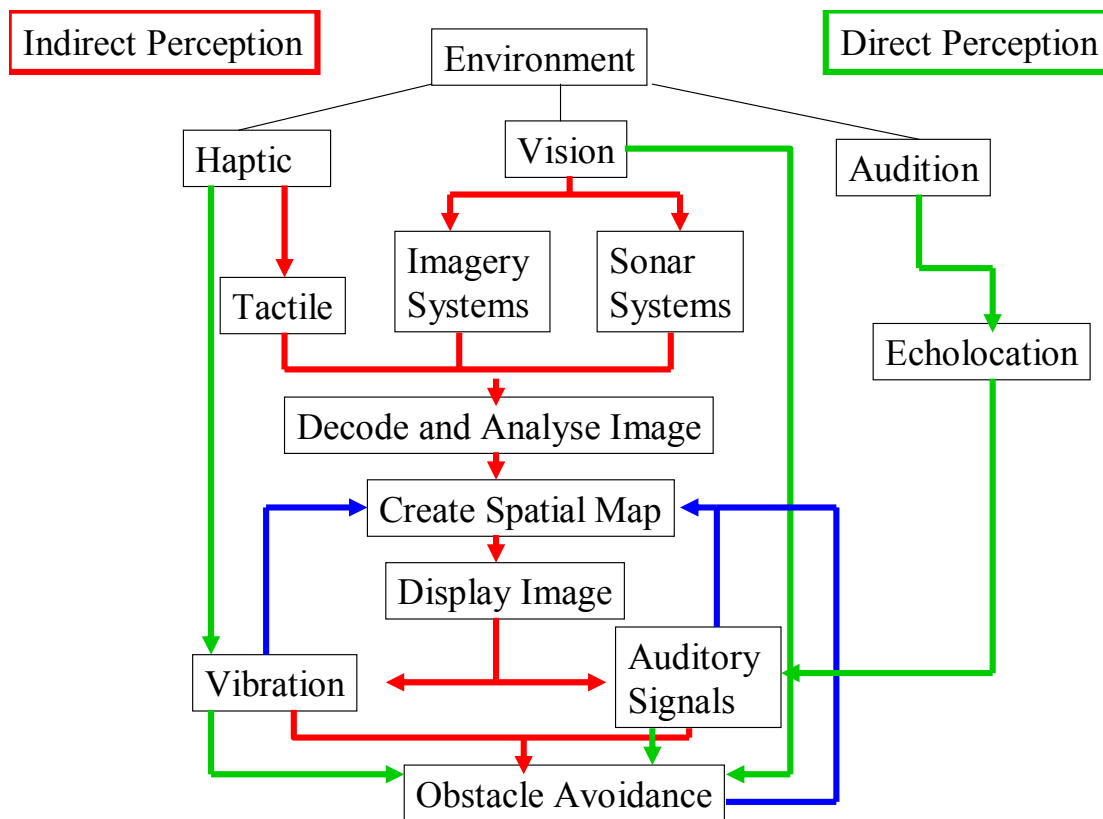 Indirect Perception
Environment
Direct Perception
Haptic
Vision
Audition
Imagery
Systems
Sonar
Systems
Tactile
Echolocation
Decode and Analyse Image
Create Spatial Map
Display Image
Vibration
Auditory
Signals
Obstacle Avoidance